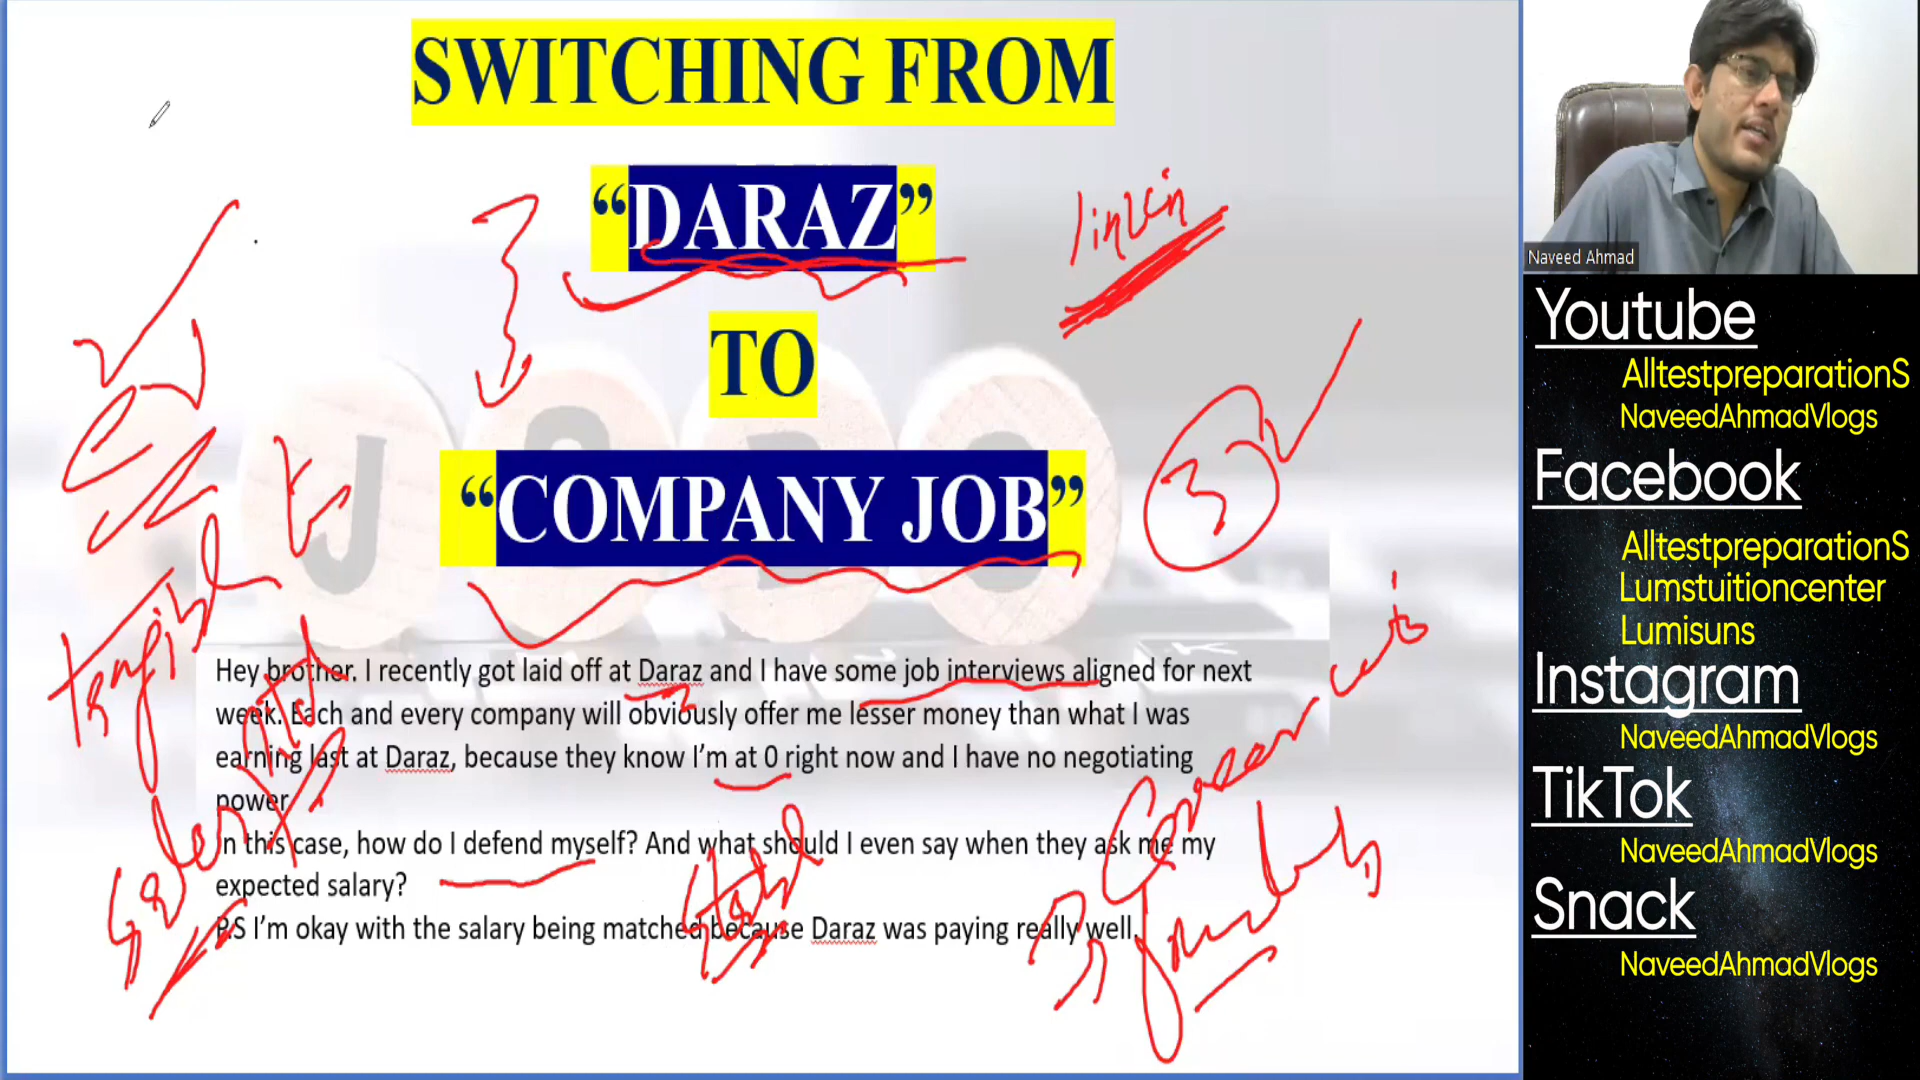 SWITCHING FROM
“DARAZ”
TO
“COMPANY JOB”
Hey brother. I recently got laid off at Daraz and I have some job interviews aligned for next
week. Each and every company will obviously offer me lesser money than what I was
earning last at Daraz, because they know I’m at 0 right now and I have no negotiating
power
In this case, how do I defend myself? And what should I even say when they ask me my
expected salary?
P.S I’m okay with the salary being matched because Daraz was paying really well.
3
Naveed Ahmad
Youtube
AlltestpreparationS
NaveedAhmadVlogs
Facebook
AlltestpreparationS
Lumstuitioncenter
Lumisuns
Instagram
NaveedAhmadVlogs
TikTok
NaveedAhmadVlogs
Snack
NaveedAhmadVlogs